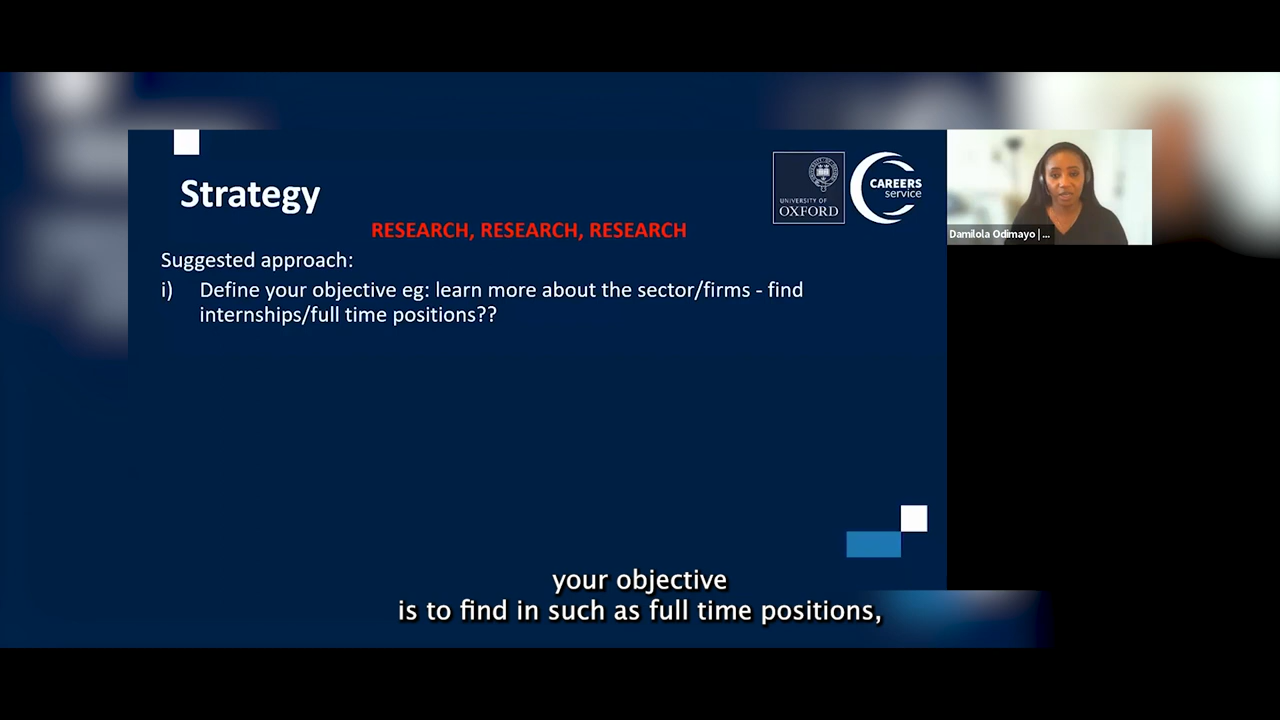 Strategy
UNIVERSITY OF
OXFORD
CAREERS
service
RESEARCH, RESEARCH, RESEARCH
Suggested approach:
i) Define your objective eg: learn more about the sector/firms - find
internships/full time positions??
Damilola Odimayo | ...
your objective
is to find in such as full time positions,